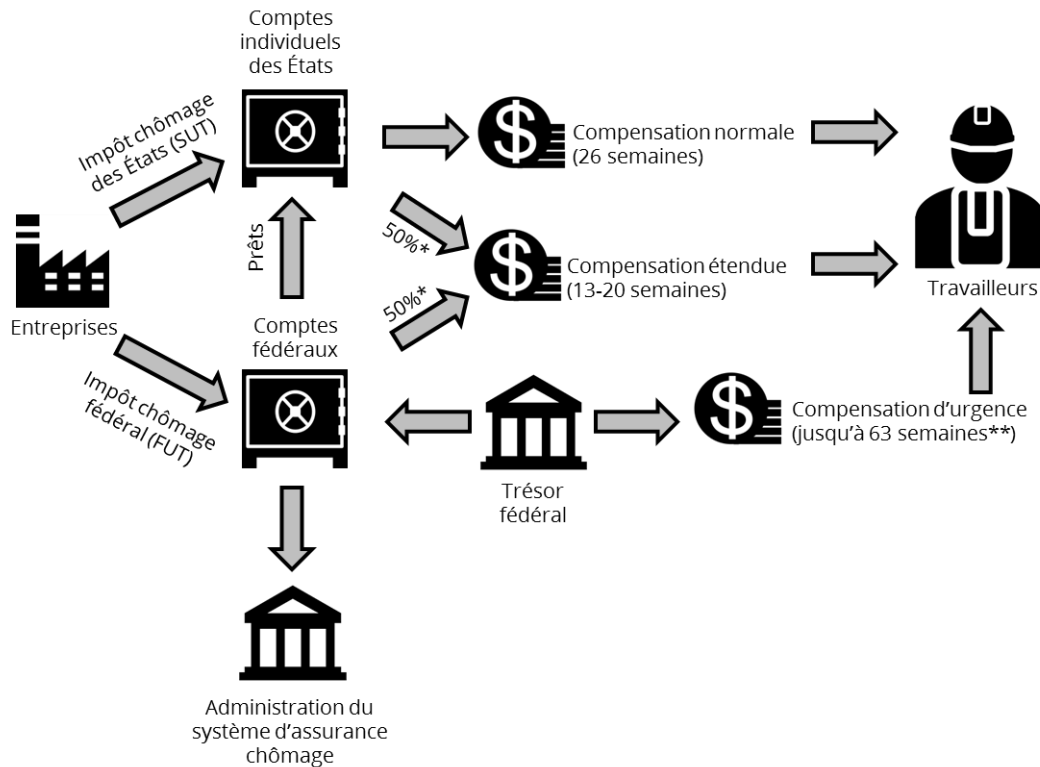 Comptes
individuels
des États
Impôt chômage
des États (SUT)
$
Compensation normale
(26 semaines)
Prêts
50%*
$
Compensation étendue
(13-20 semaines)
Travailleurs
Entreprises
50%*
Comptes
fédéraux
Impôt chômage
fédéral (FUT)
$
Compensation d’urgence
(jusqu’à 63 semaines**)
Trésor
fédéral
Administration du
système d’assurance
chômage